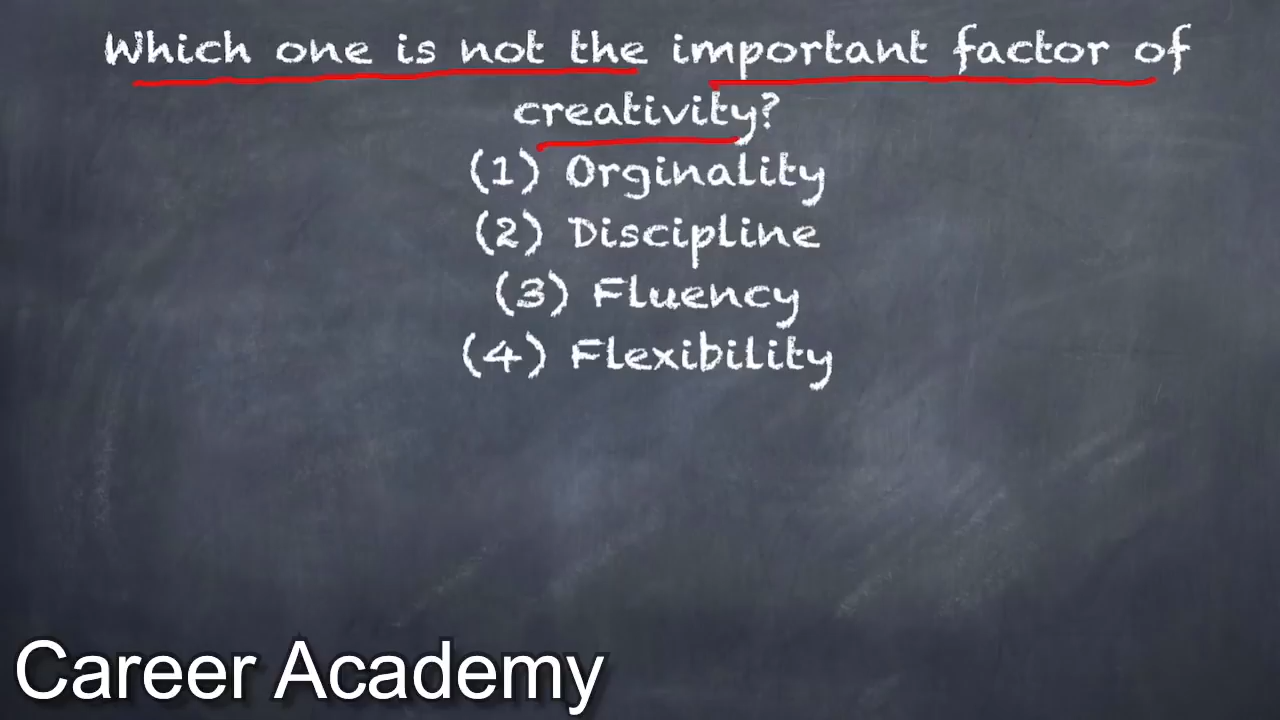 Which one is not the important factor of
creativity?
(1) Orginality
(2) Discipline
(3) Fluency
(4) Flexibility
Career Academy